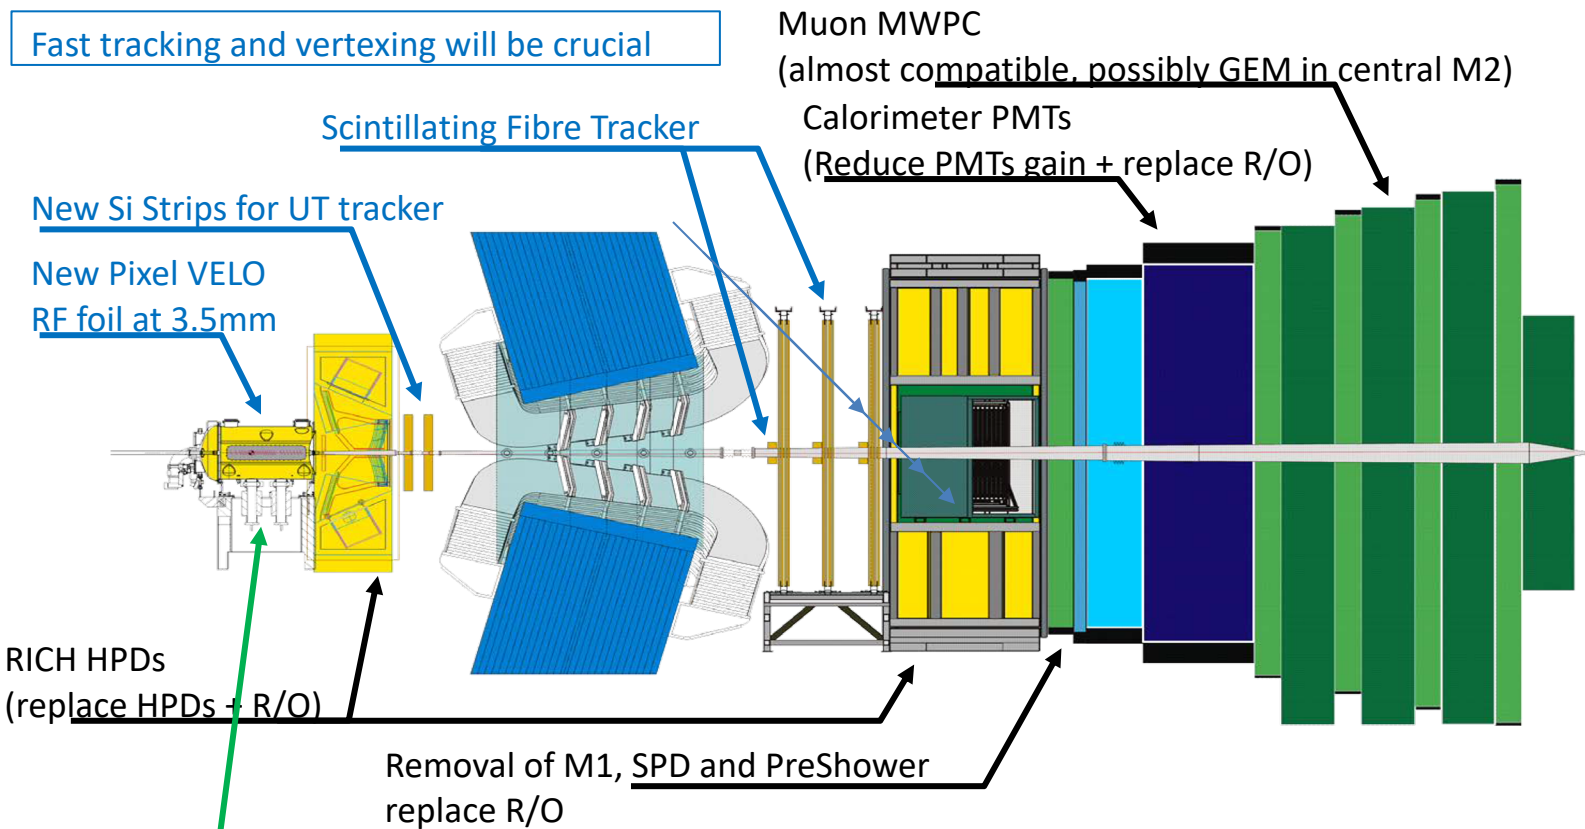 Fast tracking and vertexing will be crucial
Muon MWPC
(almost compatible, possibly GEM in central M2)
Calorimeter PMTs
(Reduce PMTs gain + replace R/O)
Scintillating Fibre Tracker
New Si Strips for UT tracker
New Pixel VELO
RF foil at 3.5mm
RICH HPDs
(replace HPDs + R/O)
Removal of M1, SPD and PreShower
replace R/O